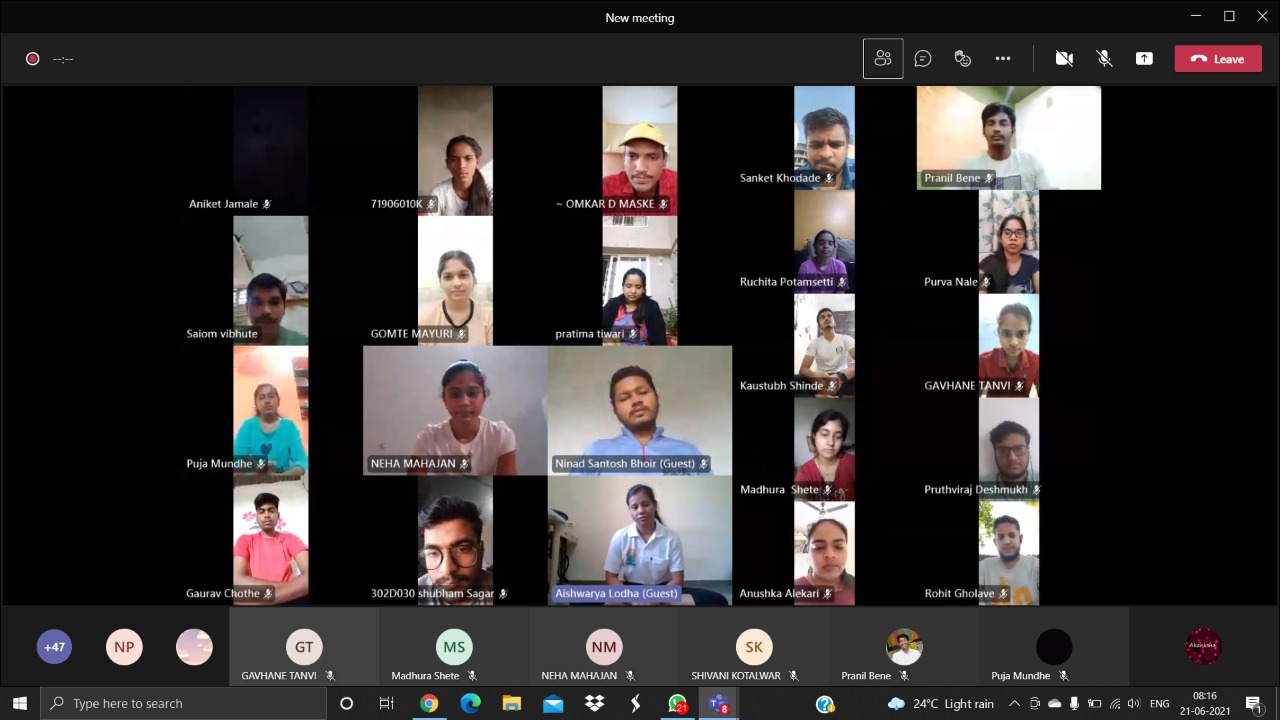 New meeting
--:--
Leave
Aniket Jamale
71906010K
~ OMKAR D MASKE
Sanket Khodade
Pranil Bene
Ruchita Potamsetti
Purva Nale
Saiom vibhute
GOMTE MAYURI
pratima tiwari
Kaustubh Shinde
GAVHANE TANVI
Puja Mundhe
NEHA MAHAJAN
Ninad Santosh Bhoir (Guest)
Madhura Shete
Pruthviraj Deshmukh
Gaurav Chothe
302D030 shubham Sagar
Aishwarya Lodha (Guest)
Anushka Alekari
Rohit Gholave
+47
NP
GT
MS
NM
SK
GAVHANE TANVI
Madhura Shete
NEHA MAHAJAN
SHIVANI KOTALWAR
Pranil Bene
Puja Mundhe
Type here to search
21
8
24°C Light rain
ENG
08:16
21-06-2021
1